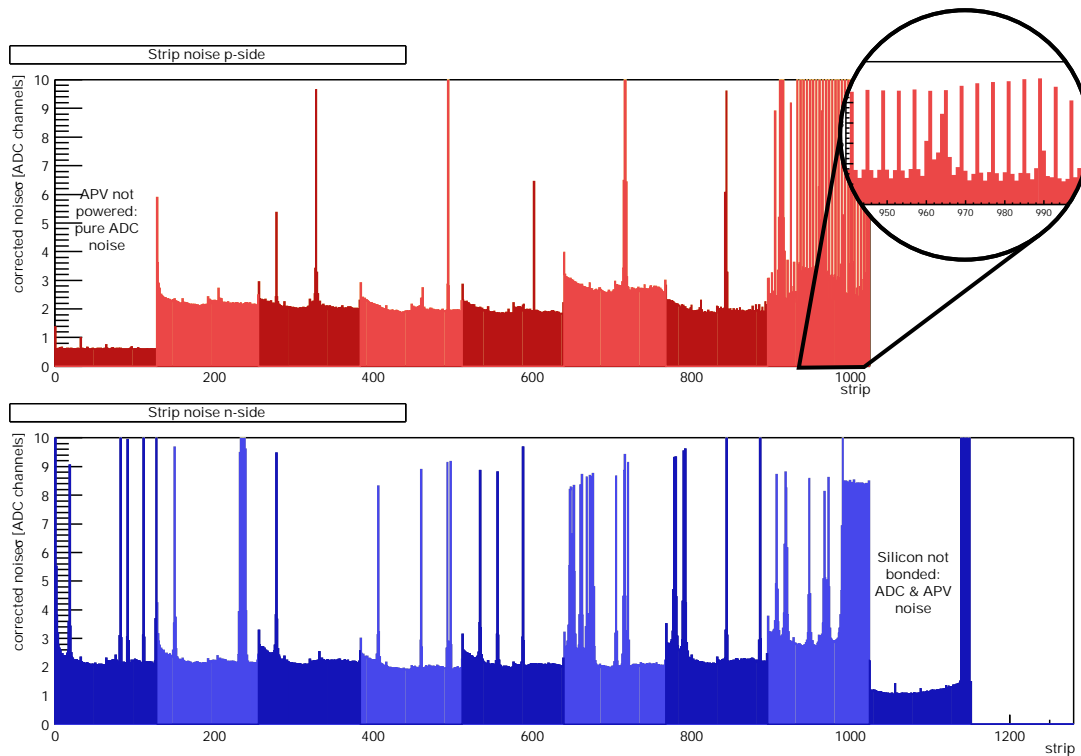 Strip noise p-side
corrected noiseσ [ADC channels]
10
9
8
7
6
5
4
3
2
1
0
APV not
powered:
pure ADC
noise
0
200
400
600
800
1000
strip
950
960
970
980
990
Strip noise n-side
corrected noiseσ [ADC channels]
10
9
8
7
6
5
4
3
2
1
0
Silicon not
bonded:
ADC & APV
noise
0
200
400
600
800
1000
1200
strip